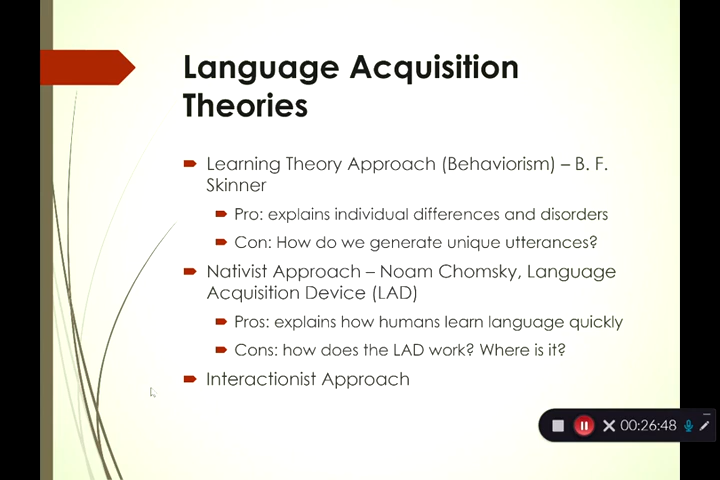 Language Acquisition
Theories
Learning Theory Approach (Behaviorism) – B. F.
Skinner
Pro: explains individual differences and disorders
Con: How do we generate unique utterances?
Nativist Approach – Noam Chomsky, Language
Acquisition Device (LAD)
Pros: explains how humans learn language quickly
Cons: how does the LAD work? Where is it?
Interactionist Approach
00:26:48